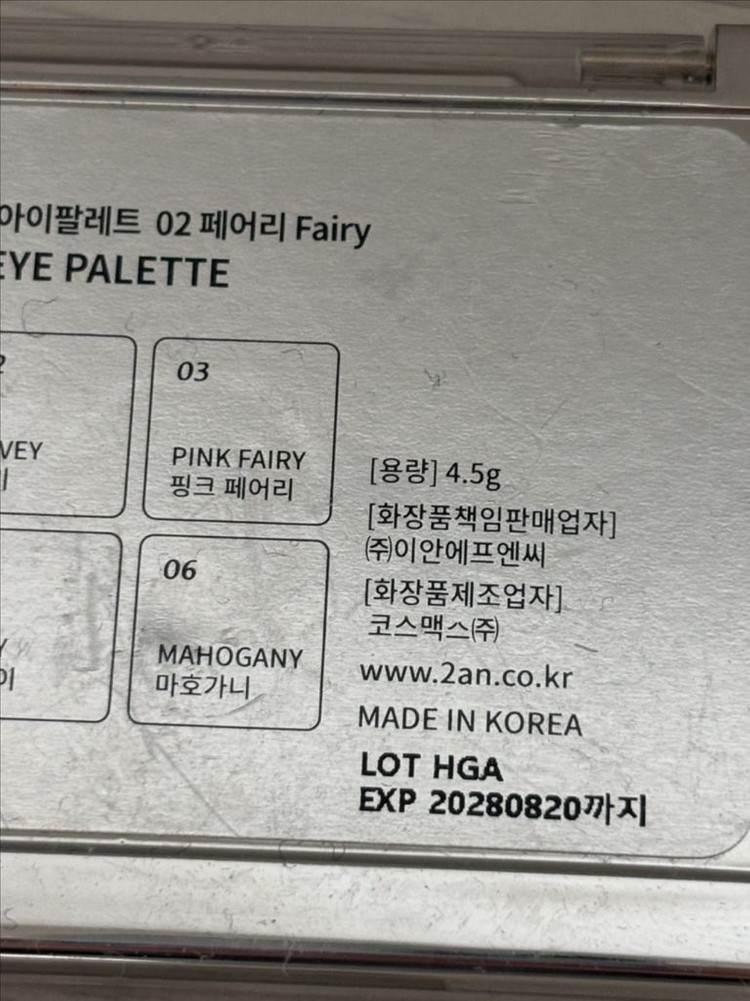 아이팔레트 02 페어리 Fairy
EYE PALETTE
03
PINK FAIRY
핑크 페어리
06
MAHOGANY
마호가니
[용량] 4.5g
[화장품책임판매업자]
㈜이안에프엔씨
[화장품제조업자]
코스맥스㈜
www.2an.co.kr
MADE IN KOREA
LOT HGA
EXP 20280820까지